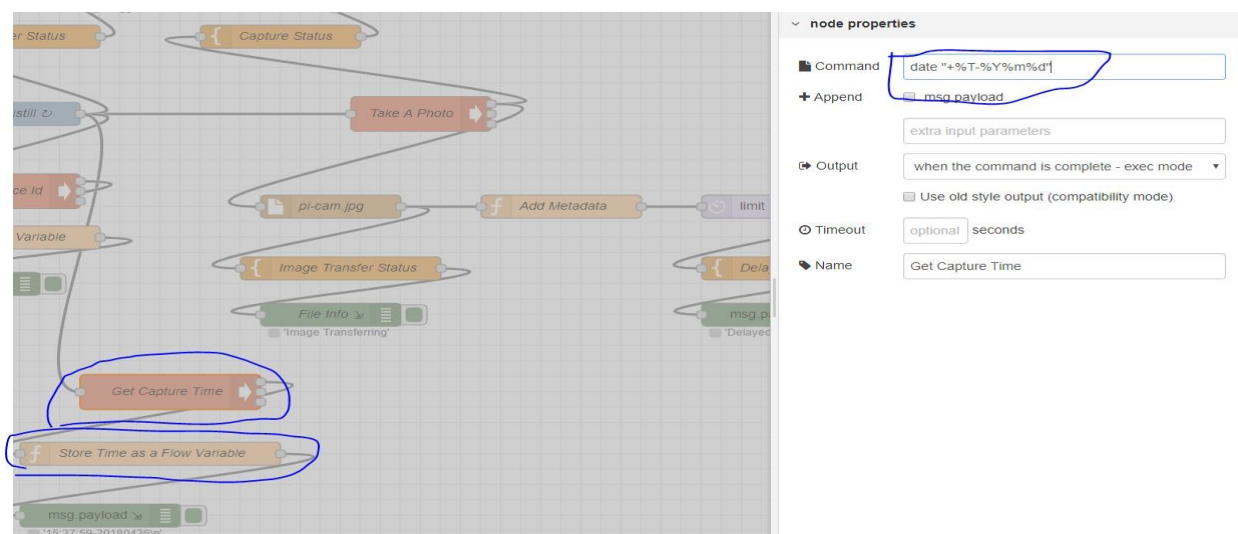 er Status
Capture Status
node properties
Command
date "+%T-%Y%m%d"
Append
msg.payload
extra input parameters
Output
when the command is complete - exec mode
Use old style output (compatibility mode)
Timeout
optional
seconds
Name
Get Capture Time
istill ↻
Take A Photo
ce Id
pi-cam.jpg
Add Metadata
limit
Variable
Image Transfer Status
Dela
File Info
msg.p
'Image Transferring'
'Delayed
Get Capture Time
Store Time as a Flow Variable
msg.payload
'15:27:59-20180426\n'